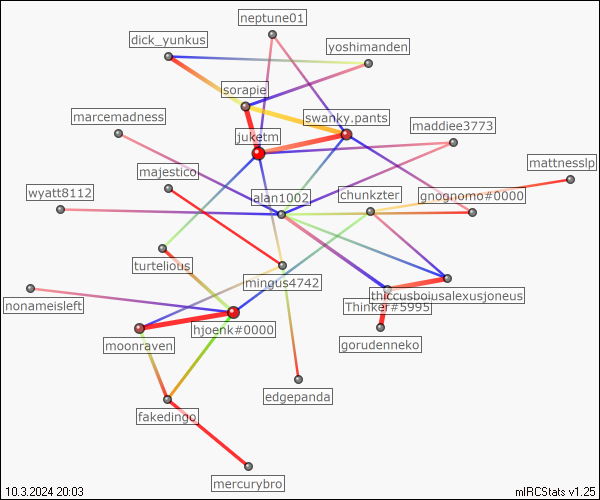 neptune01
dick_yunkus
yoshimanden
sorapie
marcemadness
swanky.pants
maddiee3773
juketm
mattnesslp
majestico
wyatt8112
alan1002
chunkzter
gnognomo#0000
turtelious
mingus4742
nonameisleft
thiccusboiusalexusjoneus
Thinker#5995
moonraven
hjoenk#0000
gorudenneko
edgepanda
fakedingo
mercurybro
10.3.2024 20:03
mIRCStats v1.25